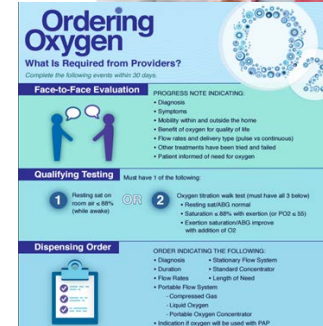 Ordering
Oxygen
What Is Required from Providers?
Complete the following events within 30 days.
Face-to-Face Evaluation
PROGRESS NOTE INDICATING:
• Diagnosis
• Symptoms
• Mobility within and outside the home
• Benefit of oxygen for quality of life
• Flow rates and delivery type (pulse vs continuous)
• Other treatments have been tried and failed
• Patient informed of need for oxygen
Qualifying Testing
Must have 1 of the following:
1
Resting sat on
room air ≤ 88%
(while awake)
OR
2
Oxygen titration walk test (must have all 3 below)
• Resting sat/ABG normal
• Saturation ≤ 88% with exertion (or PO2 ≤ 55)
• Exertion saturation/ABG improve
with addition of O2
Dispensing Order
ORDER INDICATING THE FOLLOWING:
• Diagnosis • Stationary Flow System
• Duration • Standard Concentrator
• Flow Rates • Length of Need
• Portable Flow System
- Compressed Gas
- Liquid Oxygen
- Portable Oxygen Concentrator
• Indication if oxygen will be used with PAP